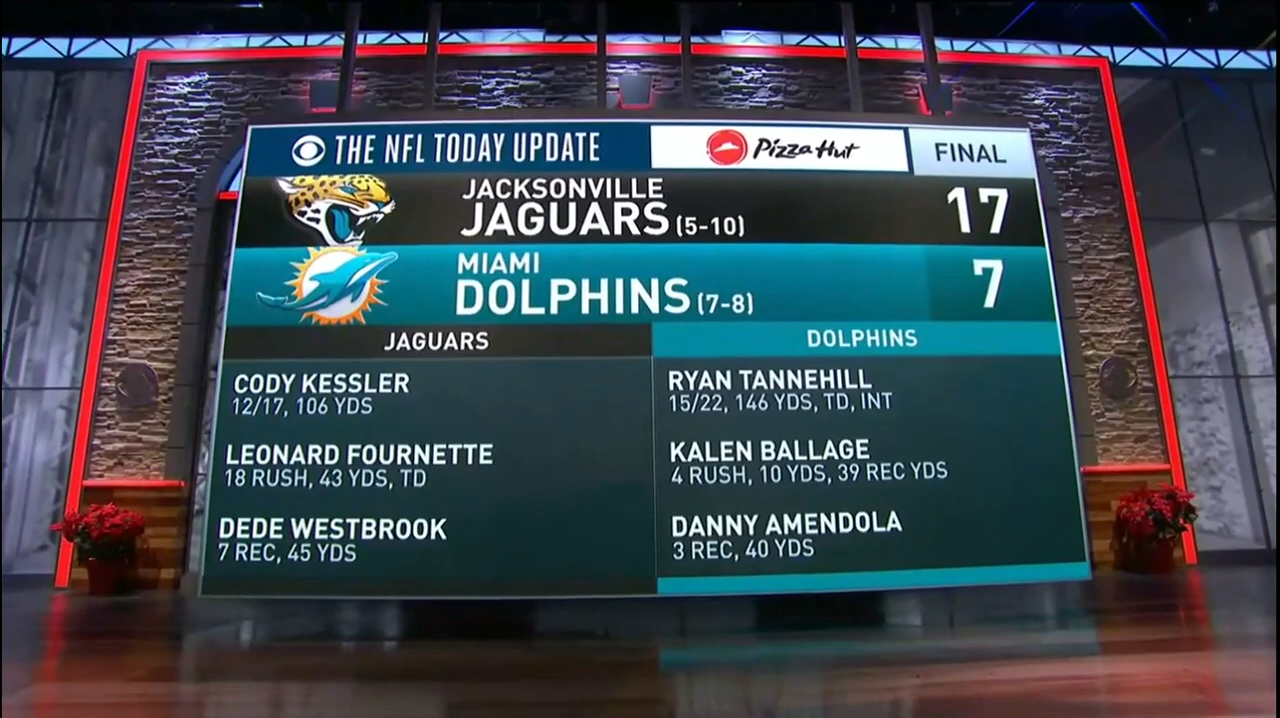 THE NFL TODAY UPDATE
Pizza Hut
FINAL
JACKSONVILLE
JAGUARS (5-10)
17
MIAMI
DOLPHINS (7-8)
7
JAGUARS
CODY KESSLER
12/17, 106 YDS
LEONARD FOURNETTE
18 RUSH, 43 YDS, TD
DEDE WESTBROOK
7 REC, 45 YDS
DOLPHINS
RYAN TANNEHILL
15/22, 146 YDS, TD, INT
KALEN BALLAGE
4 RUSH, 10 YDS, 39 REC YDS
DANNY AMENDOLA
3 REC, 40 YDS